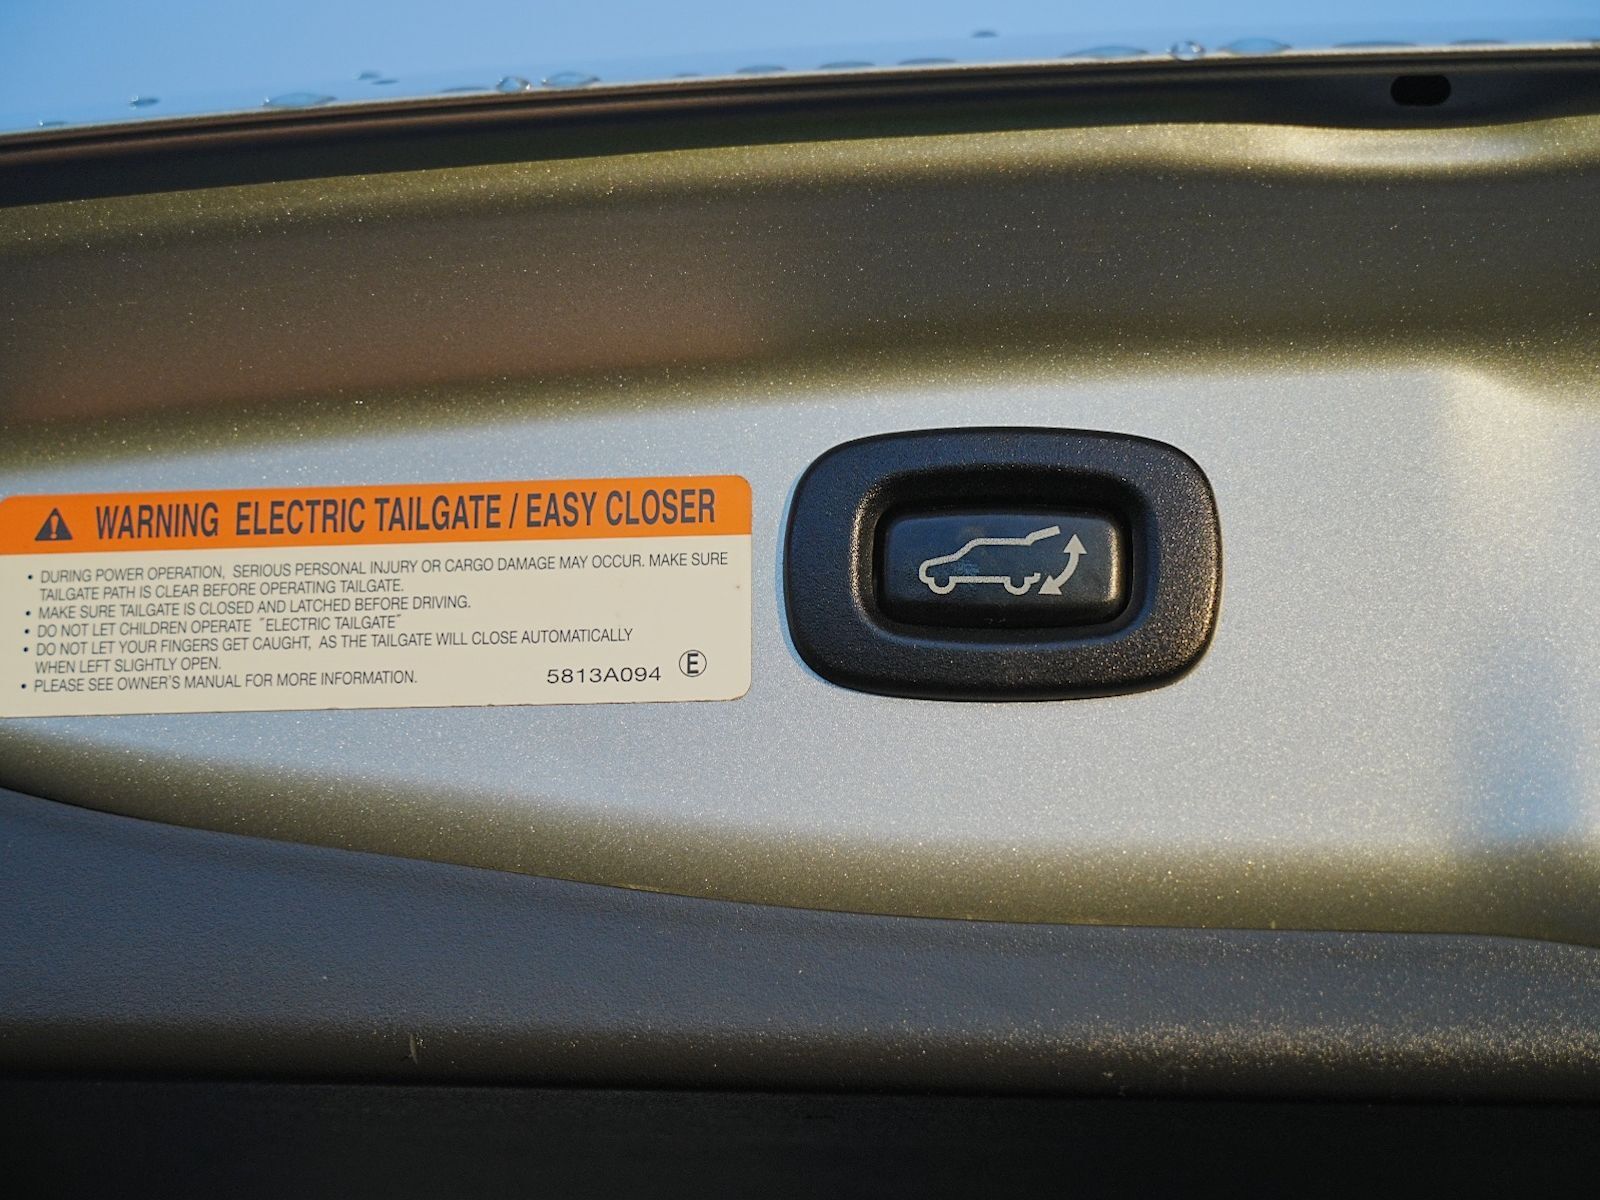 WARNING ELECTRIC TAILGATE / EASY CLOSER
• DURING POWER OPERATION, SERIOUS PERSONAL INJURY OR CARGO DAMAGE MAY OCCUR. MAKE SURE
TAILGATE PATH IS CLEAR BEFORE OPERATING TAILGATE.
• MAKE SURE TAILGATE IS CLOSED AND LATCHED BEFORE DRIVING.
• DO NOT LET CHILDREN OPERATE "ELECTRIC TAILGATE"
• DO NOT LET YOUR FINGERS GET CAUGHT, AS THE TAILGATE WILL CLOSE AUTOMATICALLY
WHEN LEFT SLIGHTLY OPEN.
• PLEASE SEE OWNER'S MANUAL FOR MORE INFORMATION.
5813A094 Ⓔ